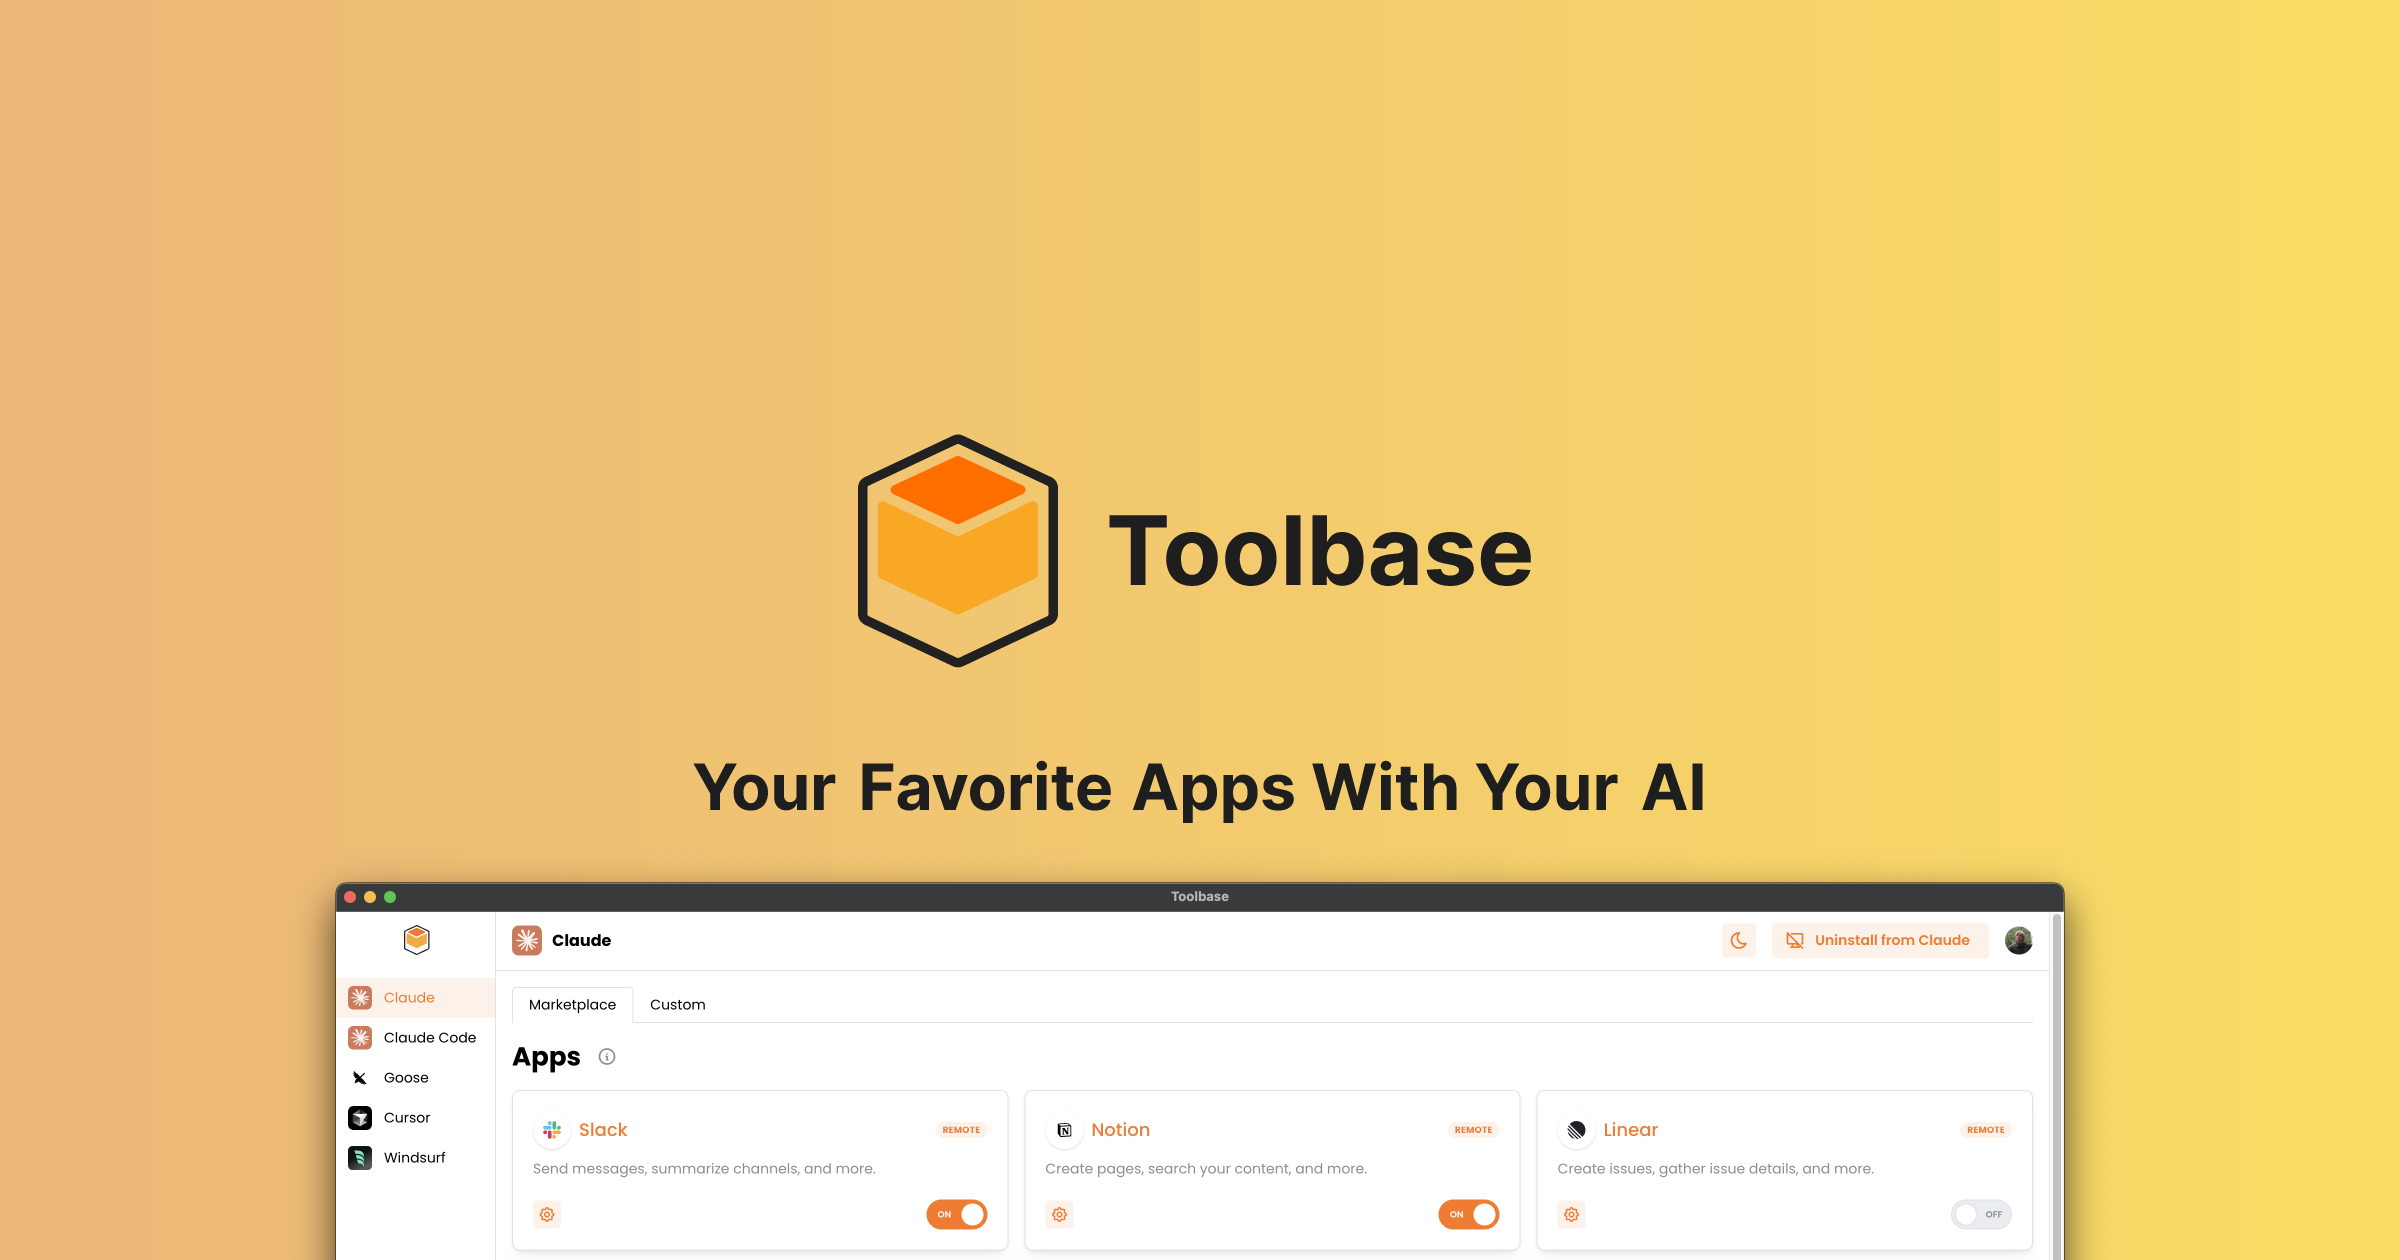 Toolbase
Your Favorite Apps With Your AI
Toolbase
Claude
Uninstall from Claude
Claude
Claude Code
Goose
Cursor
Windsurf
Marketplace
Custom
Apps
Slack
REMOTE
Send messages, summarize channels, and more.
ON
Notion
REMOTE
Create pages, search your content, and more.
ON
Linear
REMOTE
Create issues, gather issue details, and more.
OFF